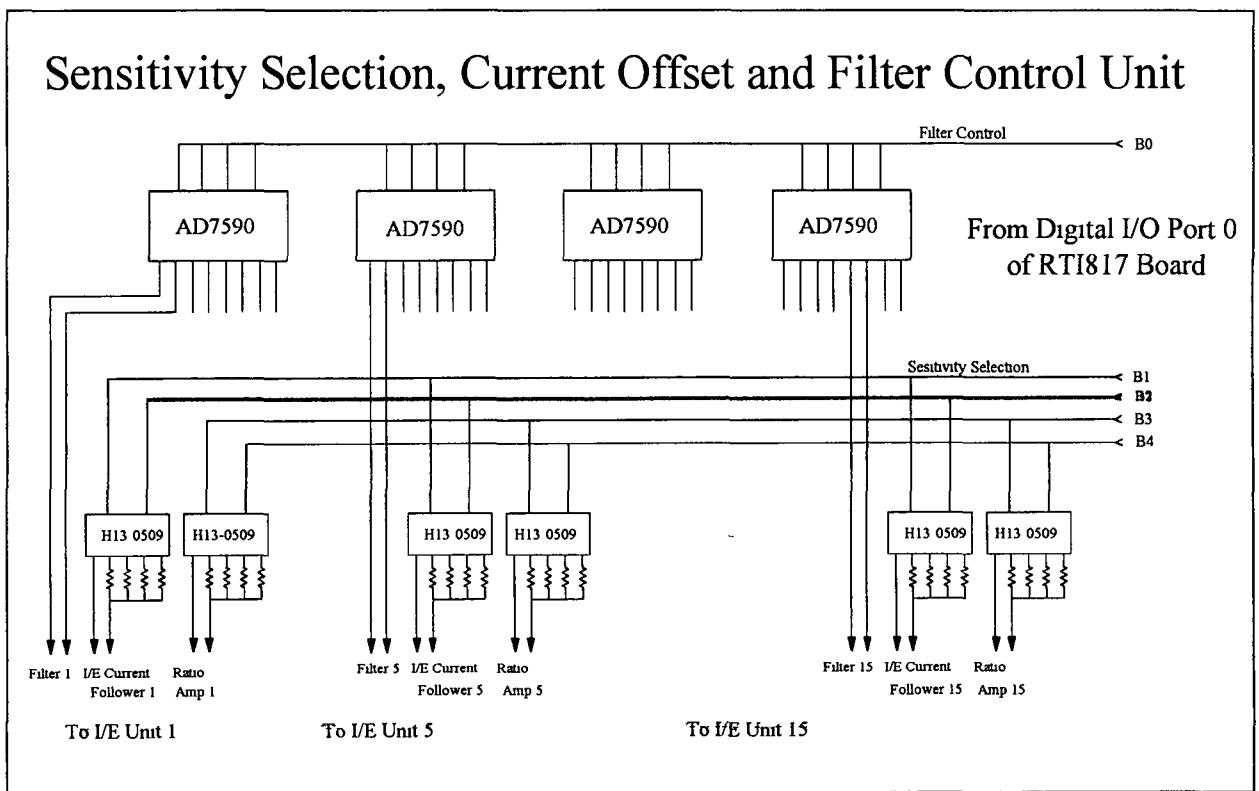 Sensitivity Selection, Current Offset and Filter Control Unit
Filter Control
B0
AD7590 AD7590 AD7590 AD7590
From Digital I/O Port 0
of RTI817 Board
Sesitivity Selection
B1
B2
B3
B4
H13 0509 H13-0509 H13 0509 H13 0509 H13 0509 H13 0509
Filter 1 I/E Current Ratio Filter 5 I/E Current Ratio Filter 15 I/E Current Ratio
Follower 1 Amp 1 Follower 5 Amp 5 Follower 15 Amp 15
To I/E Unit 1 To I/E Unit 5 To I/E Unit 15